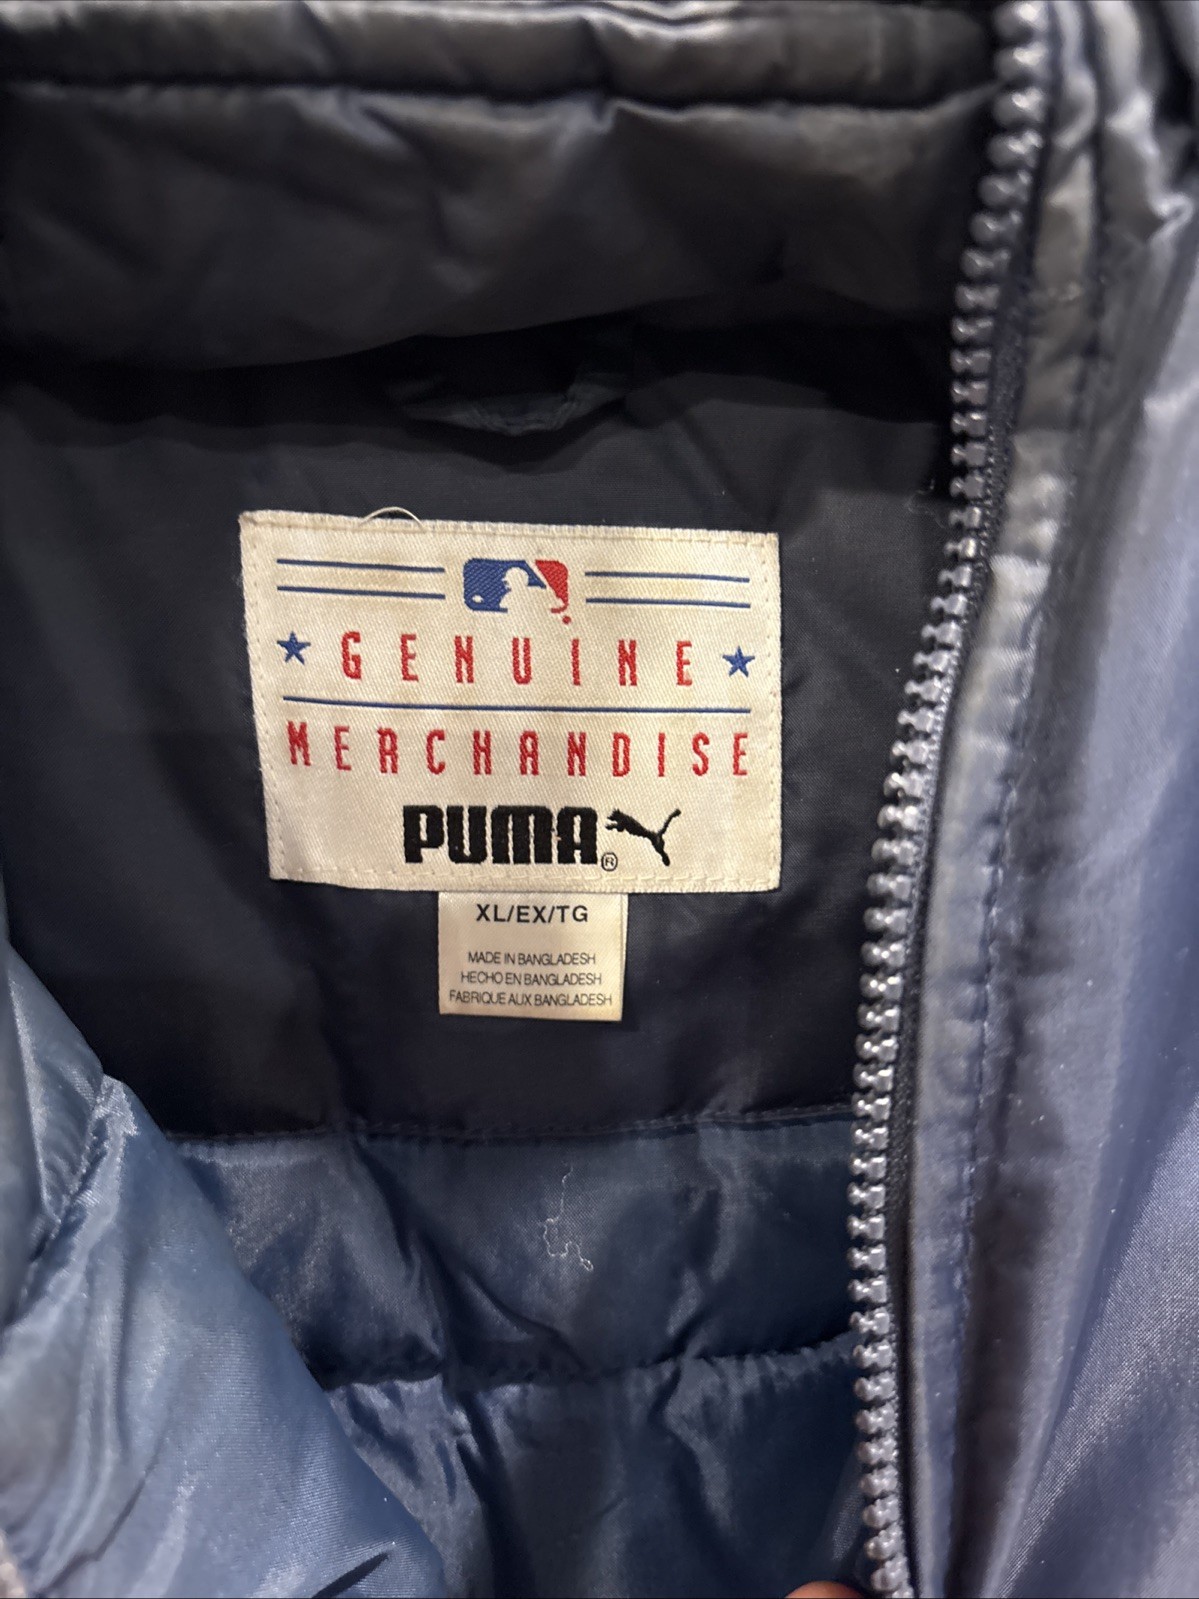 GENUINE
MERCHANDISE
PUMA®
XL/EX/TG
MADE IN BANGLADESH
HECHO EN BANGLADESH
FABRIQUE AUX BANGLADESH